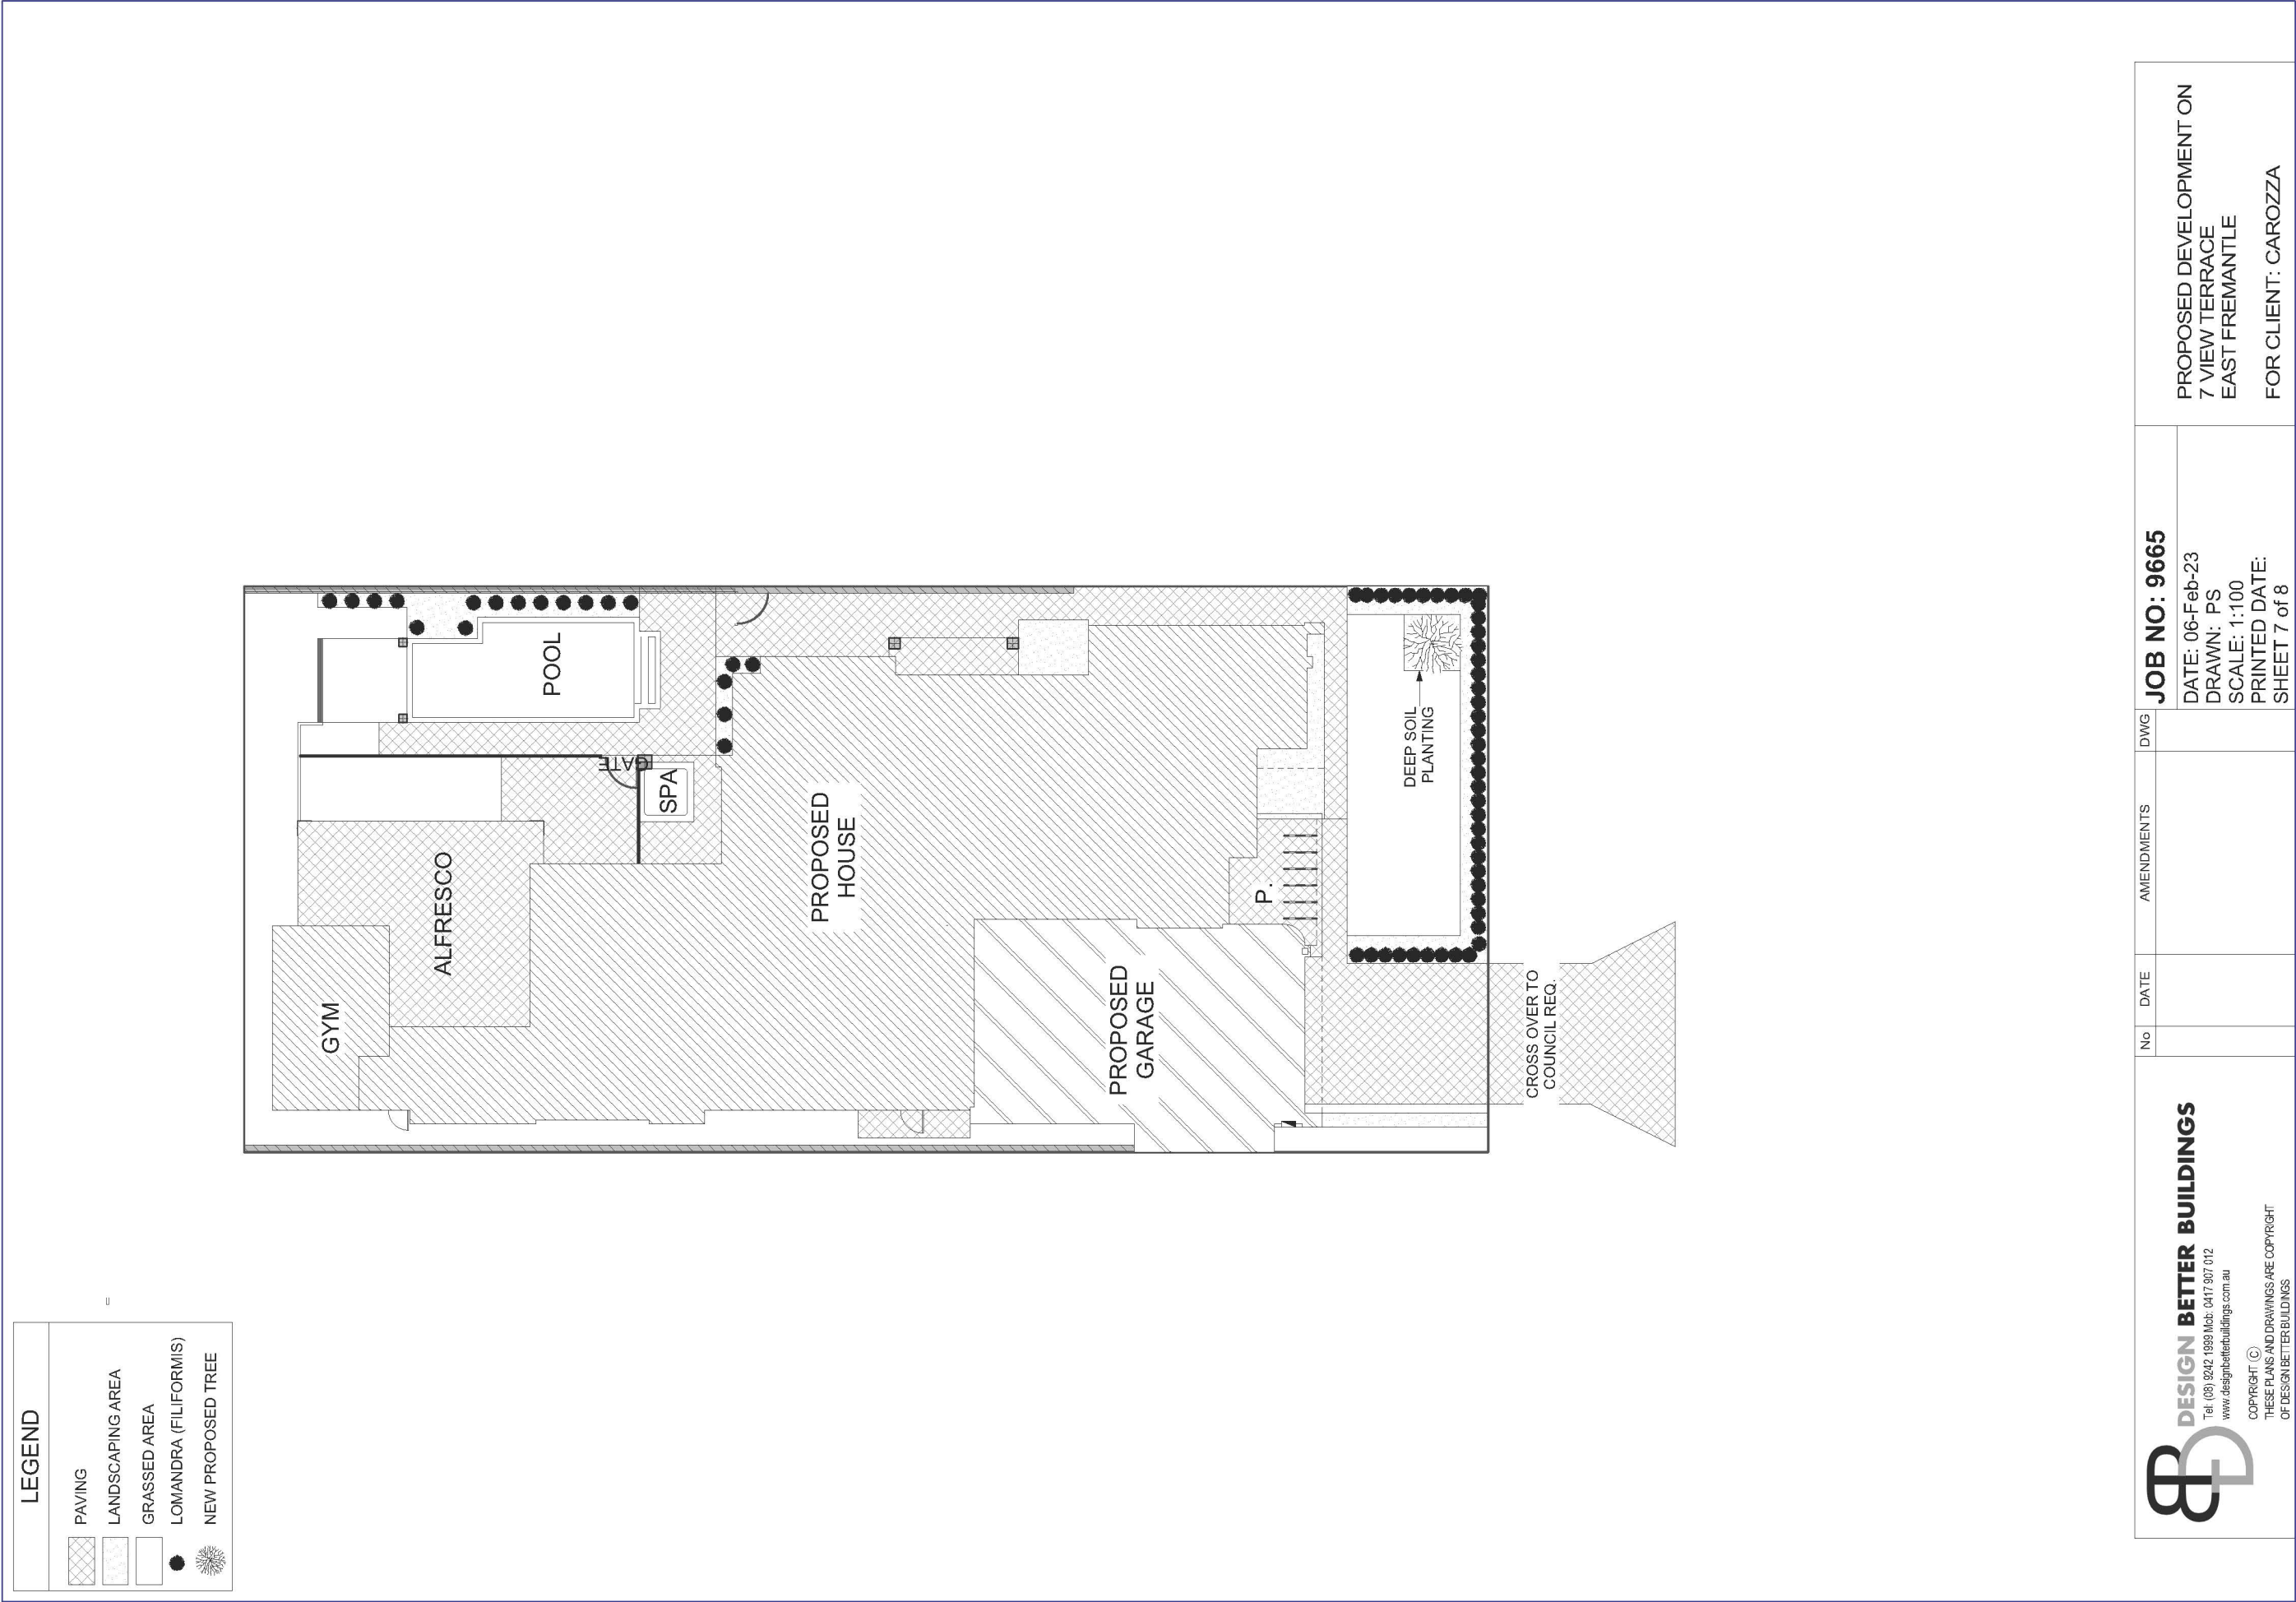 LEGEND
PAVING
LANDSCAPING AREA
GRASSED AREA
LOMANDRA (FILIFORMIS)
NEW PROPOSED TREE
GYM
ALFRESCO
POOL
GATE
SPA
PROPOSED
HOUSE
PROPOSED
GARAGE
P.
DEEP SOIL
PLANTING
CROSS OVER TO
COUNCIL REQ.
DESIGN BETTER BUILDINGS
Tel: (08) 9242 1999 Mob: 0417 907 012
www.designbetterbuildings.com.au
COPYRIGHT ©
THESE PLANS AND DRAWINGS ARE COPYRIGHT
OF DESIGN BETTER BUILDINGS
No DATE AMENDMENTS DWG
JOB NO: 9665
DATE: 06-Feb-23
DRAWN: PS
SCALE: 1:100
PRINTED DATE:
SHEET 7 of 8
PROPOSED DEVELOPMENT ON
7 VIEW TERRACE
EAST FREMANTLE
FOR CLIENT: CAROZZA